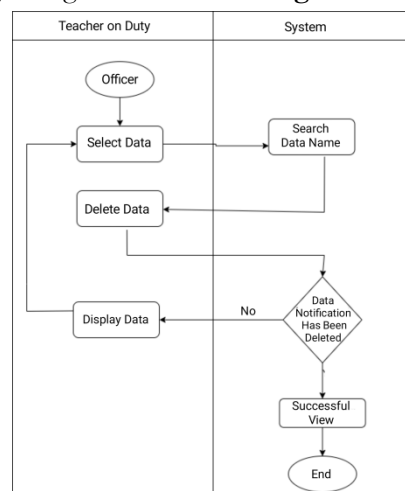 Teacher on Duty
System
Officer
Select Data
Search
Data Name
Delete Data
Data
Notification
Has Been
Deleted
No
Display Data
Successful
View
End